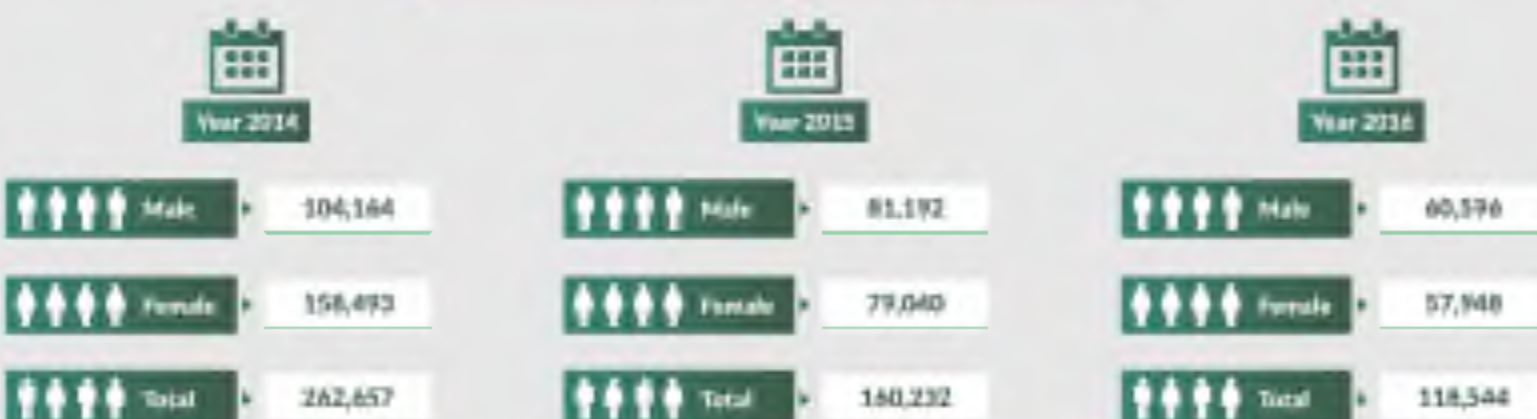 Year 2014
Male 104,164
Female 158,493
Total 262,657
Year 2015
Male 81,192
Female 79,040
Total 160,232
Year 2016
Male 60,596
Female 57,948
Total 118,544